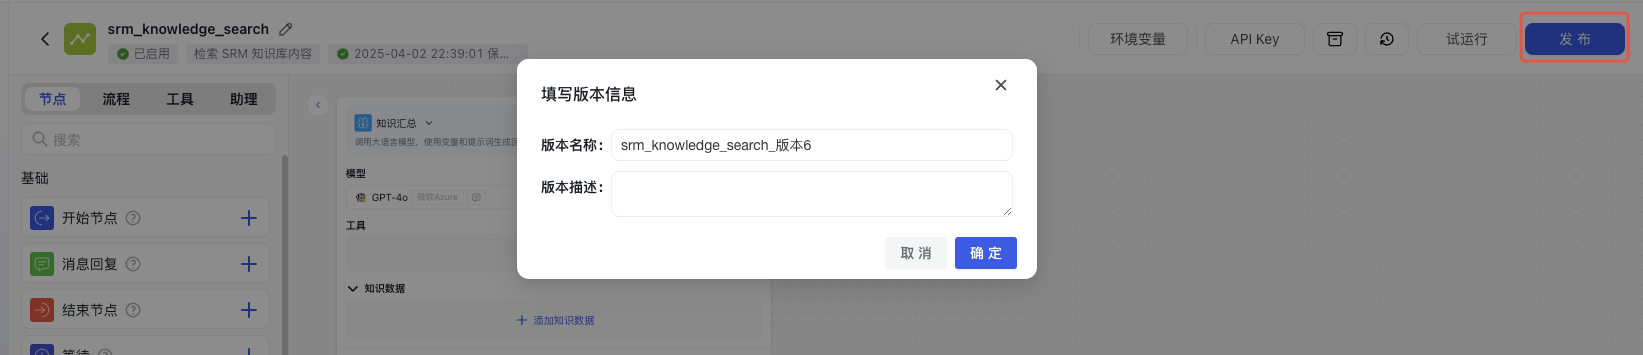 srm_knowledge_search
已启用 检索 SRM 知识库内容 2025-04-02 22:39:01 保...
环境变量 API Key 试运行 发 布
节点 流程 工具 助理
搜索
基础
开始节点
消息回复
结束节点
等待
知识汇总
调用大语言模型，使用变量和提示词生成回
模型
GPT-4o 微软Azure
工具
知识数据
添加知识数据
填写版本信息
版本名称： srm_knowledge_search_版本6
版本描述：
取 消 确 定